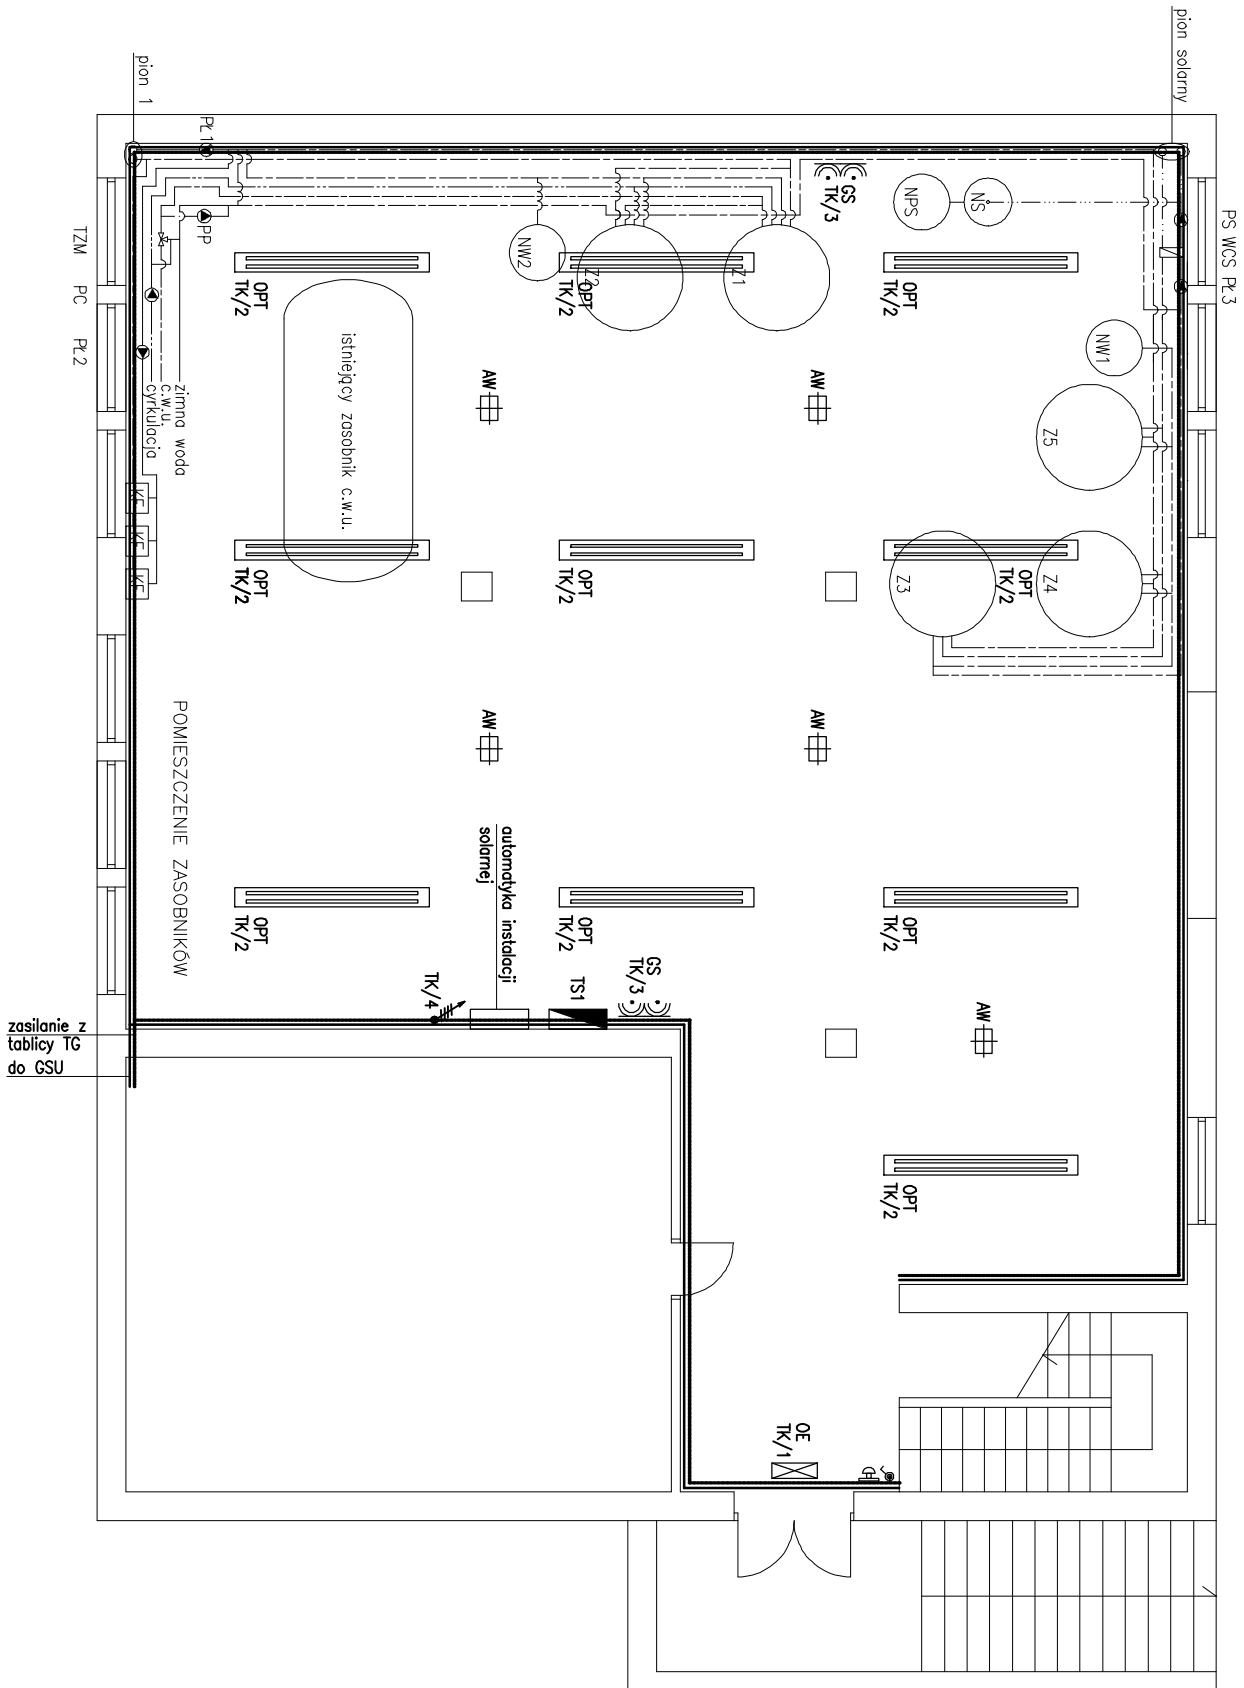 pion solarny
pion 1
PŁ1
PP
GS
TK/3
NPS
NS
PS WCS PŁ3
TZM PC PŁ2
NW2
Z2
Z1
NW1
OPT
TK/2
OPT
TK/2
OPT
TK/2
istniejący zasobnik c.w.u.
AW
AW
Z5
zimna woda
c.w.u.
cyrkulacja
KE
KE
KE
OPT
TK/2
OPT
TK/2
Z3
OPT
TK/2
Z4
AW
AW
POMIESZCZENIE ZASOBNIKÓW
automatyka instalacji
solarnej
OPT
TK/2
OPT
TK/2
OPT
TK/2
TK/4
TS1
GS
TK/3
AW
zasilanie z
tablicy TG
do GSU
OPT
TK/2
OE
TK/1